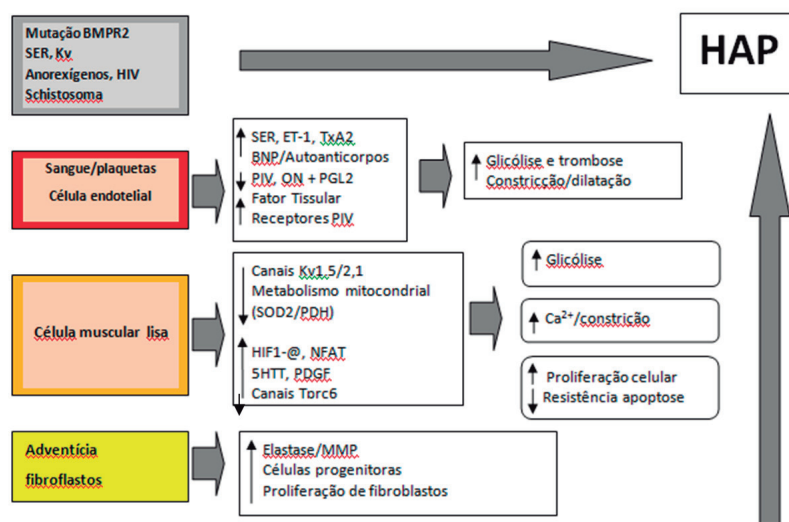 Mutação BMPR2
SER, Kv
Anorexígenos, HIV
Schistosoma
HAP
Sangue/plaquetas
Célula endotelial
SER, ET-1, TxA2
BNP/Autoanticorpos
PIV, ON + PGL2
Fator Tissular
Receptores PIV
Glicólise e trombose
Constricção/dilatação
Célula muscular lisa
Canais Kv1,5/2,1
Metabolismo mitocondrial
(SOD2/PDH)
HIF1-@, NFAT
5HTT, PDGF
Canais Tprc6
Glicólise
Ca²⁺/constrição
Proliferação celular
Resistência apoptose
Adventícia
fibroflastos
Elastase/MMP
Células progenitoras
Proliferação de fibroblastos